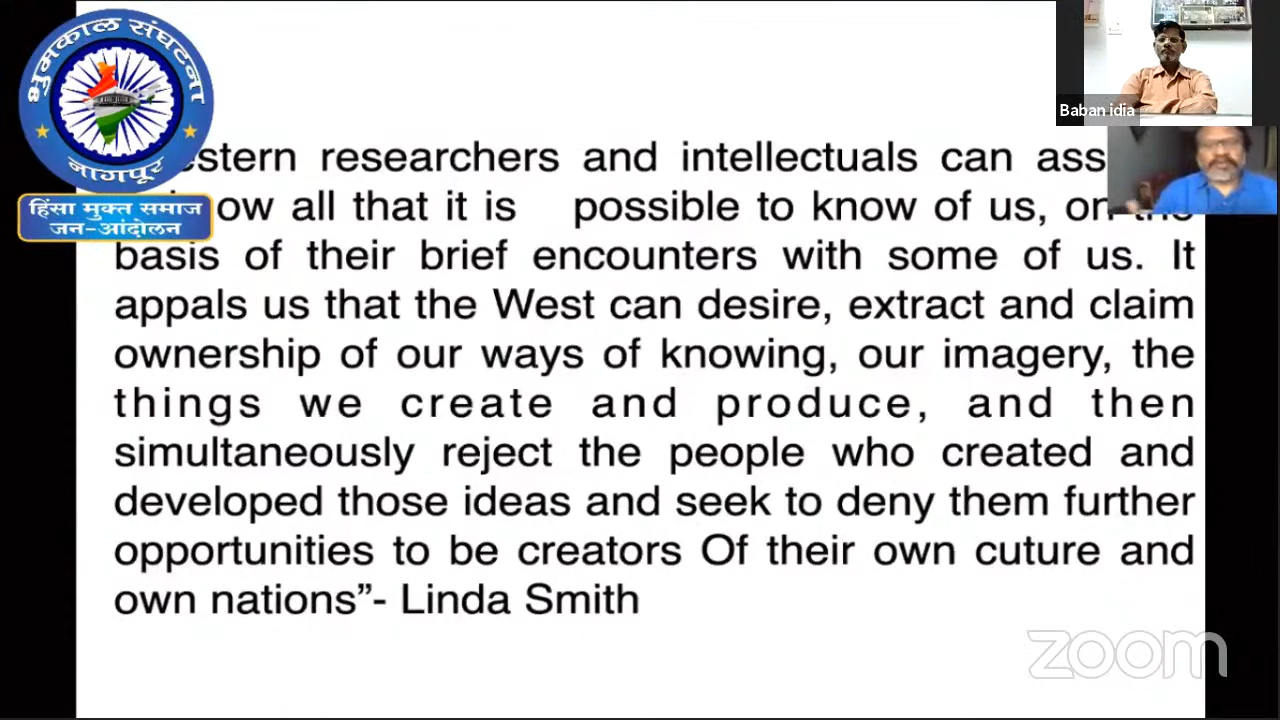 भुमकाल संघटना
नागपूर
हिंसा मुक्त समाज
जन-आंदोलन
Baban idia
researchers and intellectuals can
all that it is possible to know of us, on the
basis of their brief encounters with some of us. It
appals us that the West can desire, extract and claim
ownership of our ways of knowing, our imagery, the
things we create and produce, and then
simultaneously reject the people who created and
developed those ideas and seek to deny them further
opportunities to be creators Of their own cuture and
own nations”- Linda Smith
zoom